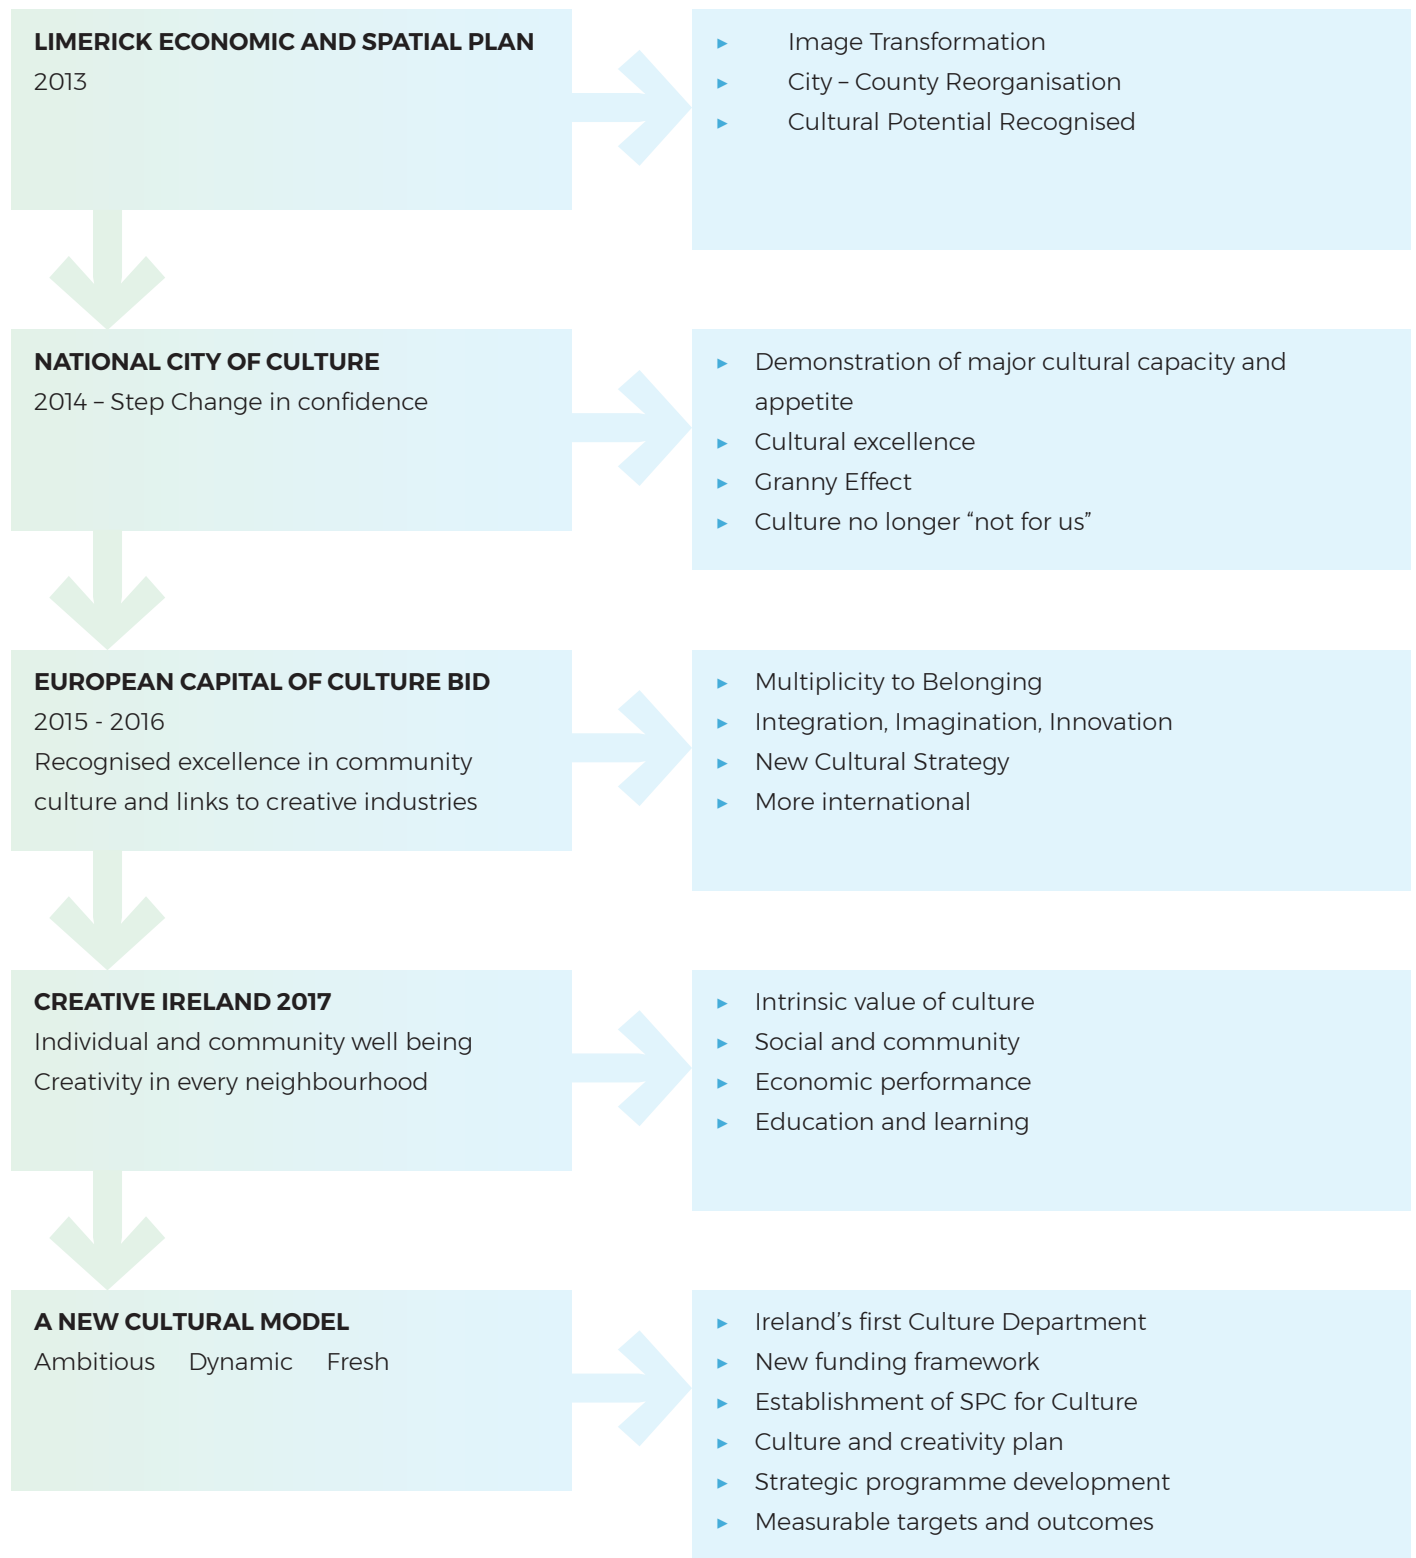 LIMERICK ECONOMIC AND SPATIAL PLAN
2013
▸ Image Transformation
▸ City – County Reorganisation
▸ Cultural Potential Recognised
NATIONAL CITY OF CULTURE
2014 – Step Change in confidence
▸ Demonstration of major cultural capacity and
appetite
▸ Cultural excellence
▸ Granny Effect
▸ Culture no longer “not for us”
EUROPEAN CAPITAL OF CULTURE BID
2015 - 2016
Recognised excellence in community
culture and links to creative industries
▸ Multiplicity to Belonging
▸ Integration, Imagination, Innovation
▸ New Cultural Strategy
▸ More international
CREATIVE IRELAND 2017
Individual and community well being
Creativity in every neighbourhood
▸ Intrinsic value of culture
▸ Social and community
▸ Economic performance
▸ Education and learning
A NEW CULTURAL MODEL
Ambitious Dynamic Fresh
▸ Ireland’s first Culture Department
▸ New funding framework
▸ Establishment of SPC for Culture
▸ Culture and creativity plan
▸ Strategic programme development
▸ Measurable targets and outcomes